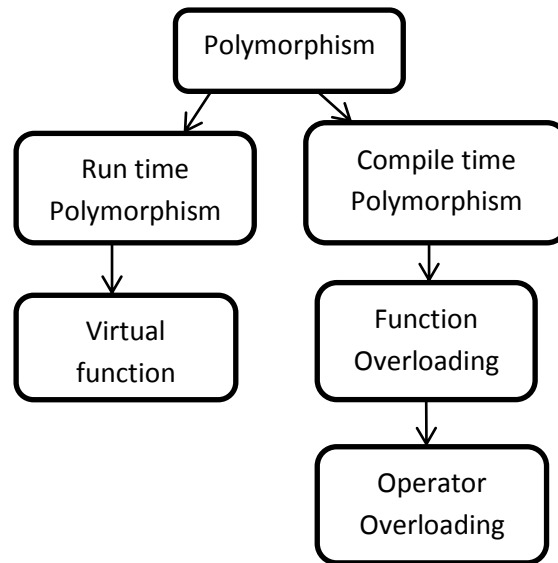 Polymorphism
Run time
Polymorphism
Compile time
Polymorphism
Virtual
function
Function
Overloading
Operator
Overloading